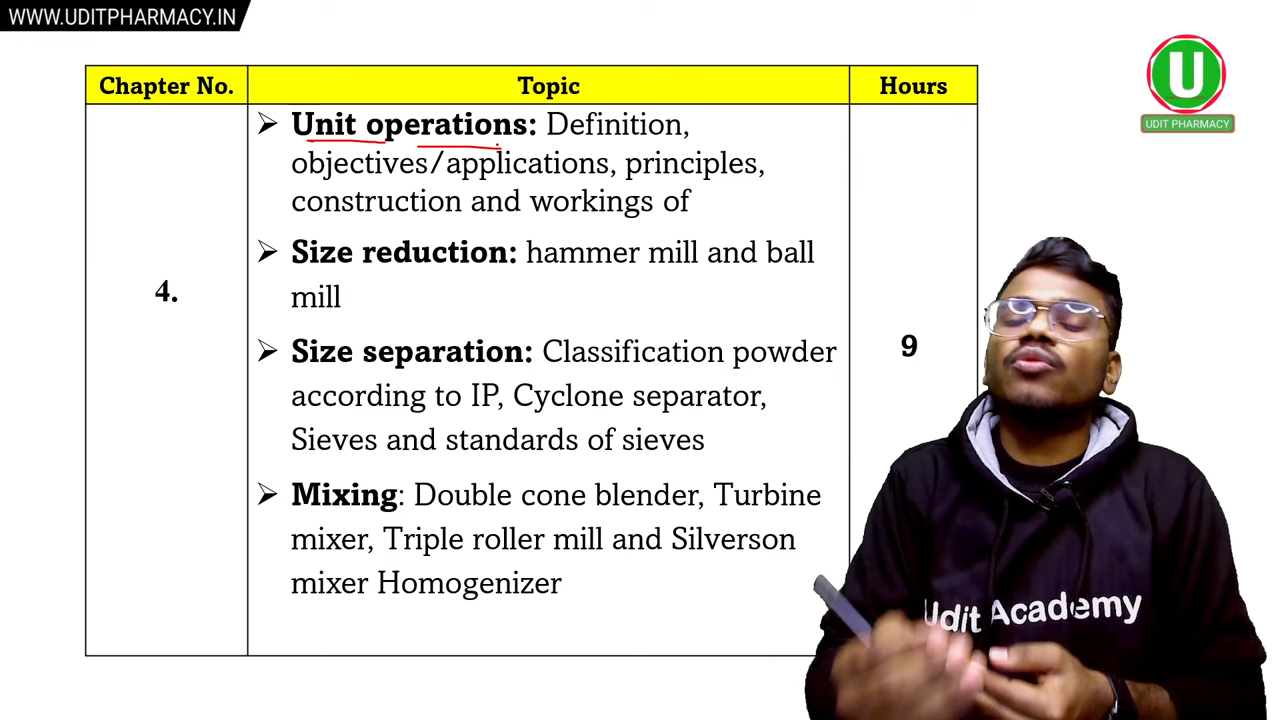 WWW.UDITPHARMACY.IN
U
UDIT PHARMACY
Chapter No. Topic Hours
4.
➢ Unit operations: Definition,
objectives/applications, principles,
construction and workings of
➢ Size reduction: hammer mill and ball
mill
➢ Size separation: Classification powder
according to IP, Cyclone separator,
Sieves and standards of sieves
➢ Mixing: Double cone blender, Turbine
mixer, Triple roller mill and Silverson
mixer Homogenizer
9
Udit Academy